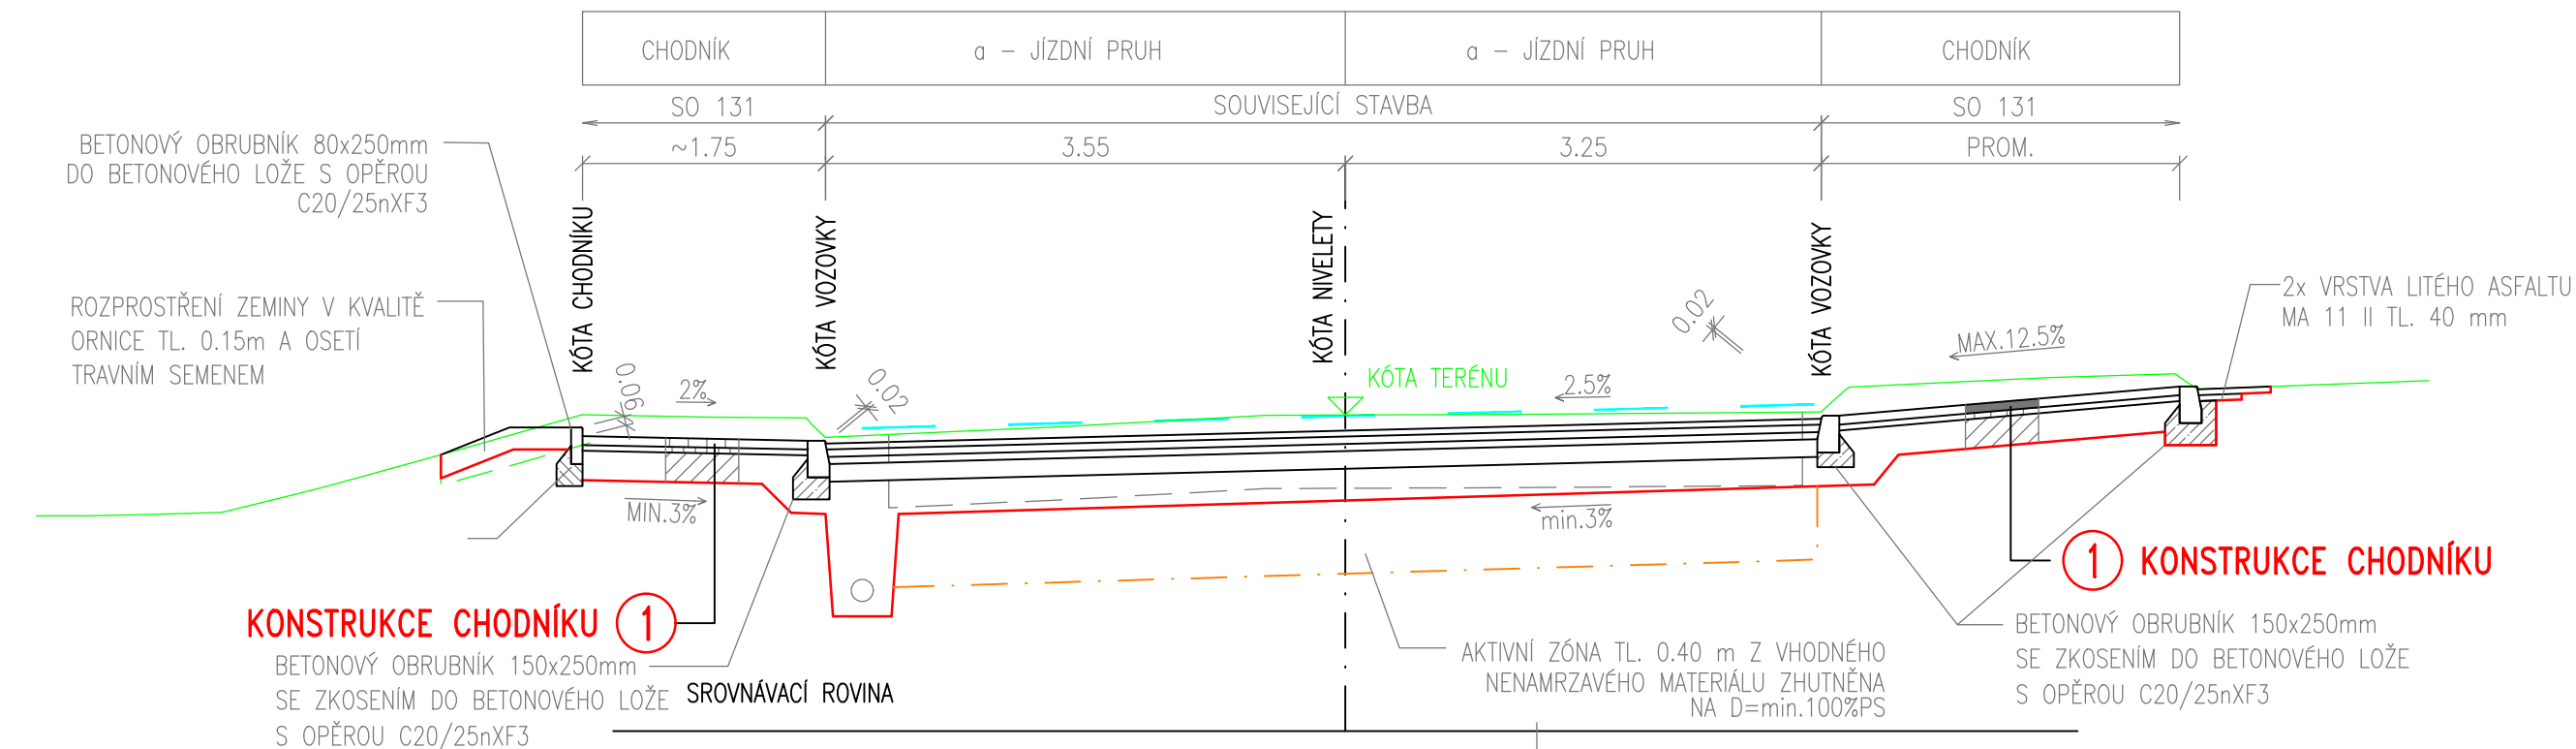 CHODNÍK
a - JÍZDNÍ PRUH
a - JÍZDNÍ PRUH
CHODNÍK
SO 131
SOUVISEJÍCÍ STAVBA
SO 131
~1.75
3.55
3.25
PROM.
BETONOVÝ OBRUBNÍK 80x250mm
DO BETONOVÉHO LOŽE S OPĚROU
C20/25nXF3
ROZPROSTŘENÍ ZEMINY V KVALITĚ
ORNICE TL. 0.15m A OSETÍ
TRAVNÍM SEMENEM
KÓTA CHODNÍKU
KÓTA VOZOVKY
KÓTA NIVELETY
KÓTA VOZOVKY
2x VRSTVA LITÉHO ASFALTU
MA 11 II TL. 40 mm
0.06
2%
0.02
KÓTA TERÉNU
2.5%
0.02
MAX.12.5%
MIN.3%
min.3%
KONSTRUKCE CHODNÍKU 1
1 KONSTRUKCE CHODNÍKU
BETONOVÝ OBRUBNÍK 150x250mm
SE ZKOSENÍM DO BETONOVÉHO LOŽE
S OPĚROU C20/25nXF3
SROVNÁVACÍ ROVINA
AKTIVNÍ ZÓNA TL. 0.40 m Z VHODNÉHO
NENAMRZAVÉHO MATERIÁLU ZHUTNĚNA
NA D=min.100%PS
BETONOVÝ OBRUBNÍK 150x250mm
SE ZKOSENÍM DO BETONOVÉHO LOŽE
S OPĚROU C20/25nXF3